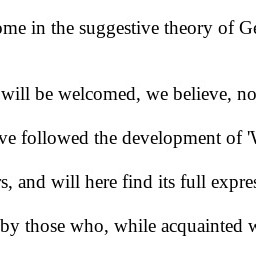 ome in the suggestive theory of Ge
will be welcomed, we believe, no
ve followed the development of 'V
s, and will here find its full expres
by those who, while acquainted w